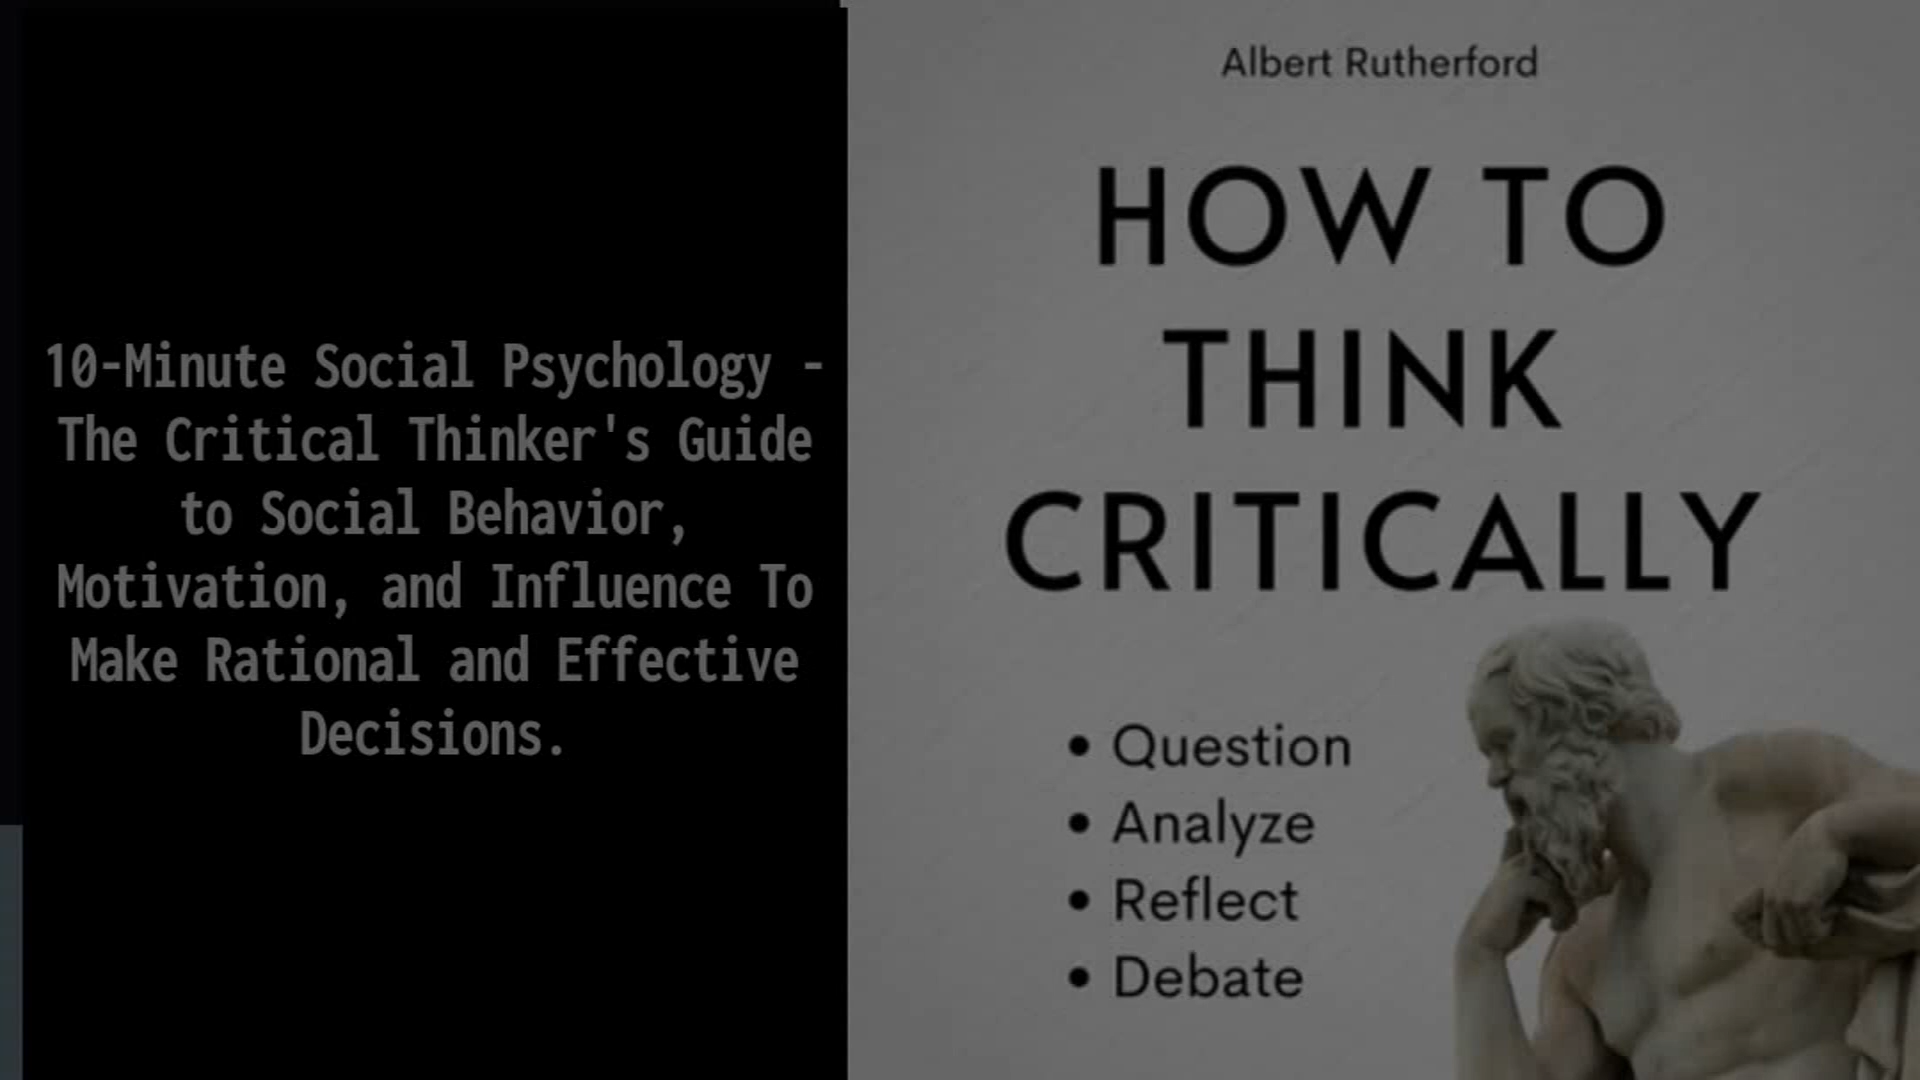 10-Minute Social Psychology -
The Critical Thinker's Guide
to Social Behavior,
Motivation, and Influence To
Make Rational and Effective
Decisions.
Albert Rutherford
HOW TO
THINK
CRITICALLY
• Question
• Analyze
• Reflect
• Debate